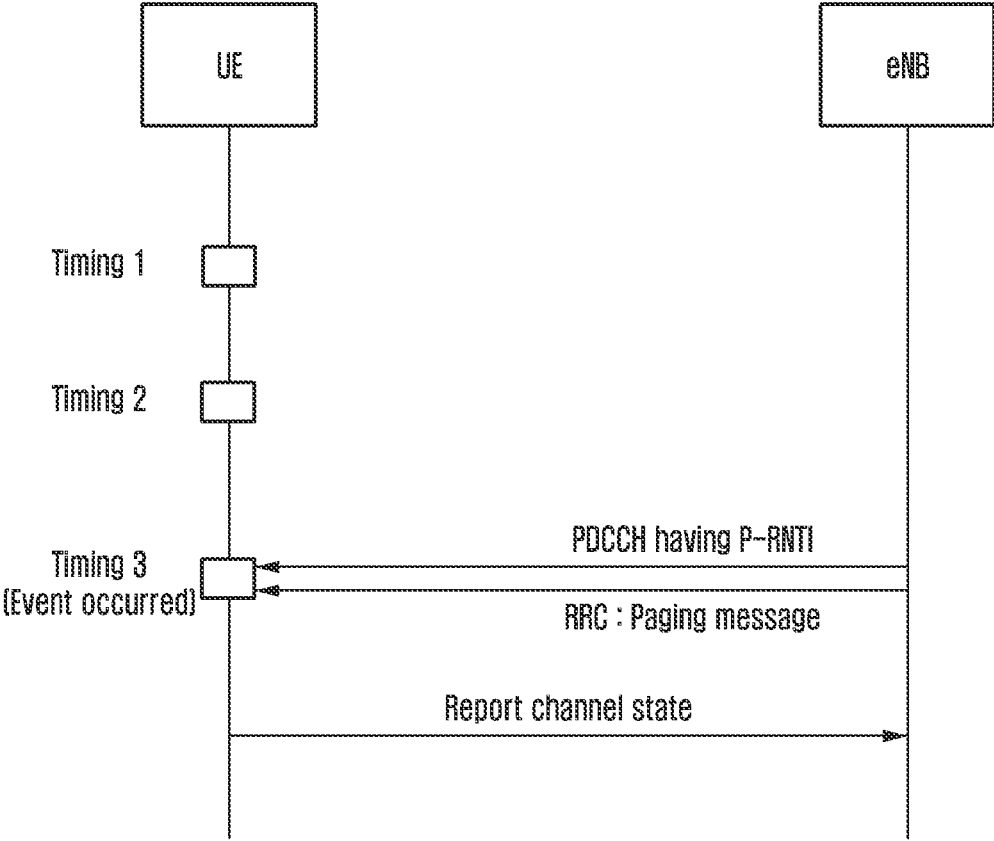 UE
eNB
Timing 1
Timing 2
PDCCH having P-RNTI
Timing 3
(Event occurred)
RRC : Paging message
Report channel state